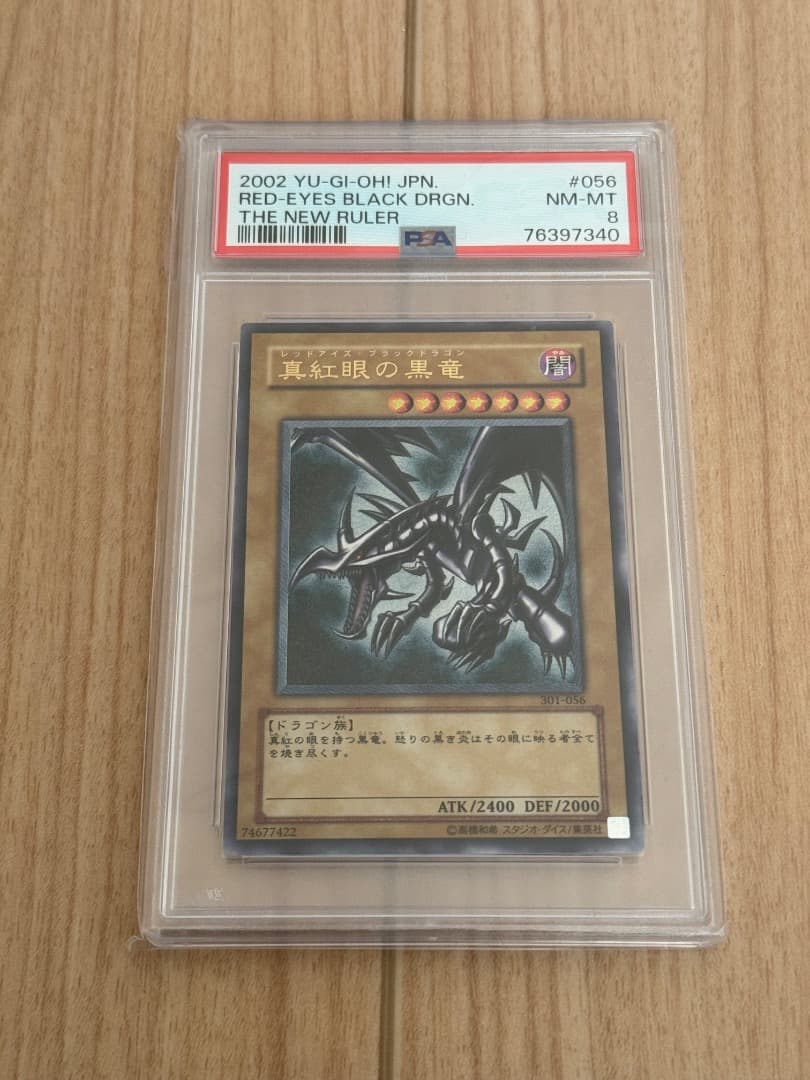 2002 YU-GI-OH! JPN. #056
RED-EYES BLACK DRGN. NM-MT
THE NEW RULER 8
PSA 76397340
レッドアイズ・ブラックドラゴン
真紅眼の黒竜
闇
301-056
【ドラゴン族】
真紅の眼を持つ黒竜。怒りの黒き炎はその眼に映る者全て
を焼き尽くす。
ATK/2400 DEF/2000
74677422 ©高橋和希 スタジオ・ダイス/集英社